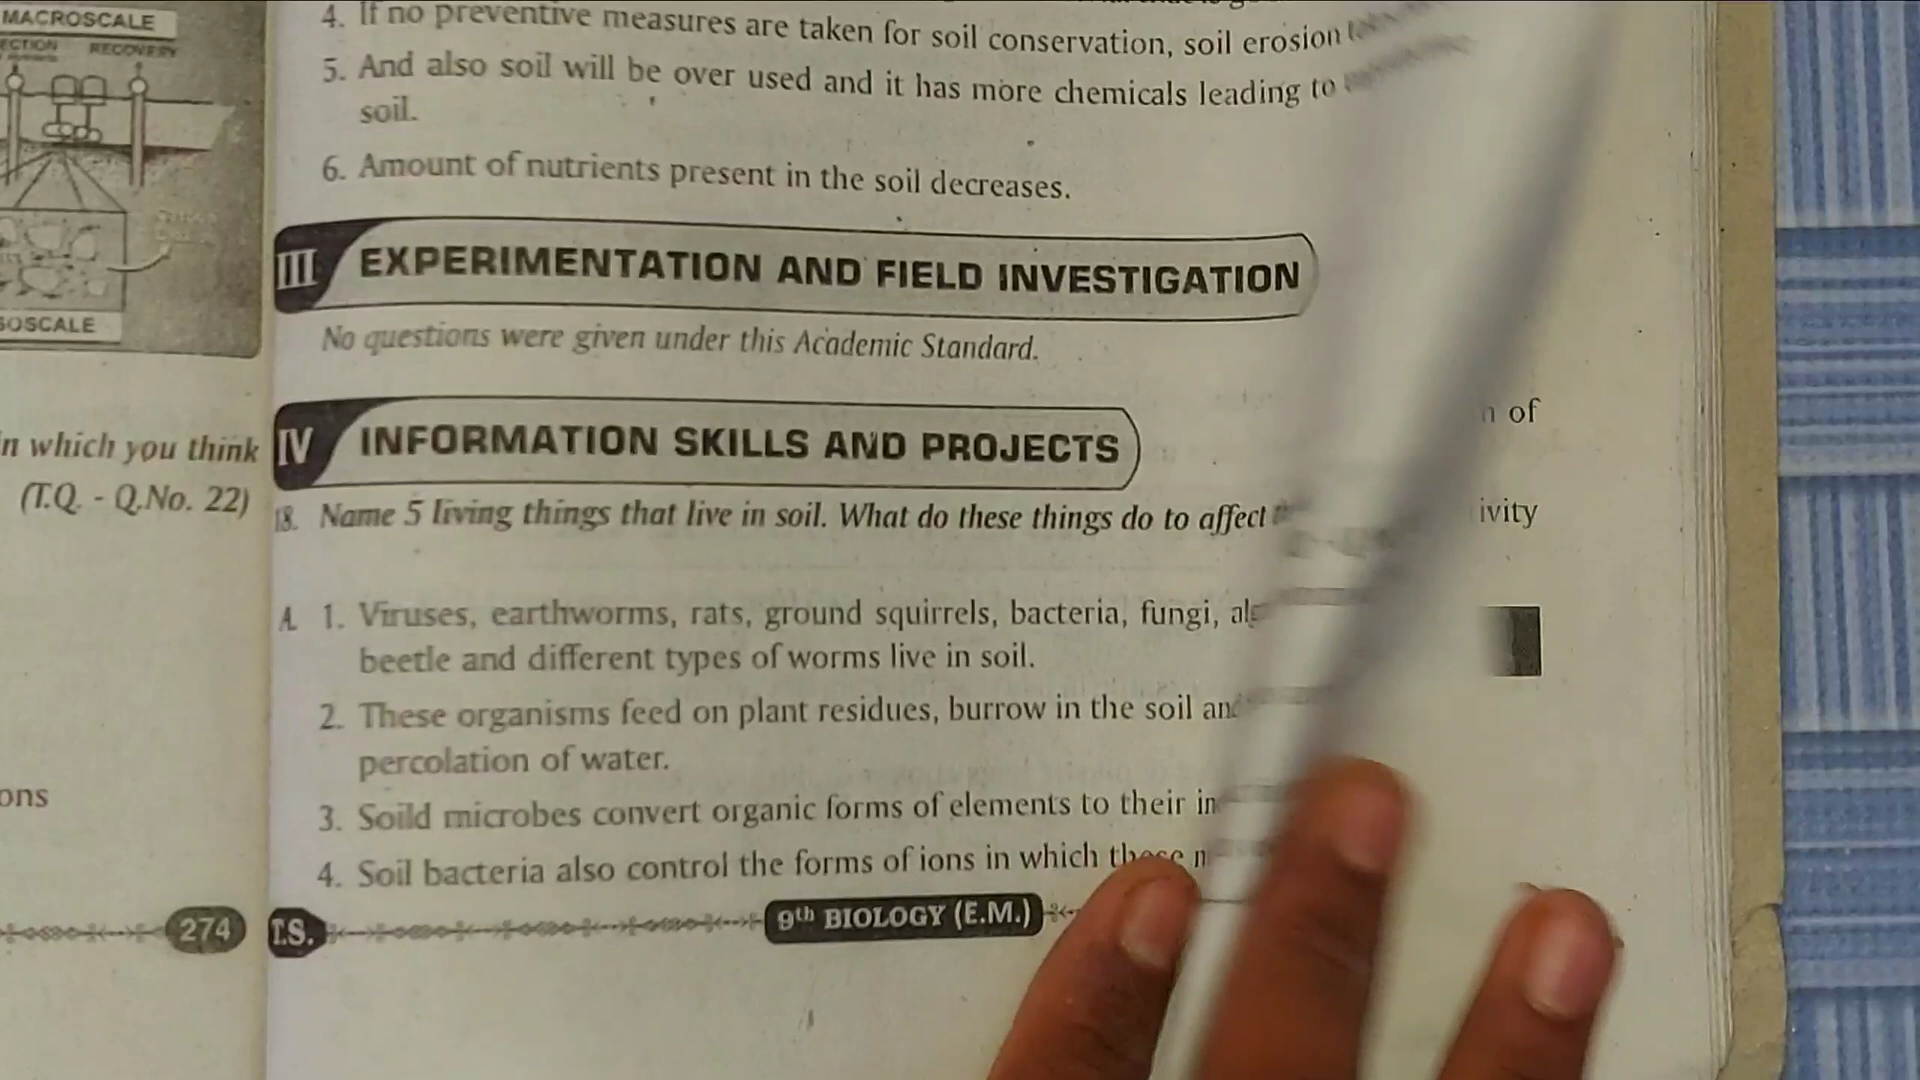 MACROSCALE
RECOVERY
SOSCALE
n which you think
(T.Q. - Q.No. 22)
ons
274
4. If no preventive measures are taken for soil conservation, soil erosion
5. And also soil will be over used and it has more chemicals leading to
soil.
6. Amount of nutrients present in the soil decreases.
III EXPERIMENTATION AND FIELD INVESTIGATION
No questions were given under this Academic Standard.
IV INFORMATION SKILLS AND PROJECTS
18. Name 5 living things that live in soil. What do these things do to affect
A. 1. Viruses, earthworms, rats, ground squirrels, bacteria, fungi,
beetle and different types of worms live in soil.
2. These organisms feed on plant residues, burrow in the soil and
percolation of water.
3. Soild microbes convert organic forms of elements to their in
4. Soil bacteria also control the forms of ions in which these n
T.S. 9th BIOLOGY (E.M.)
n of
ivity